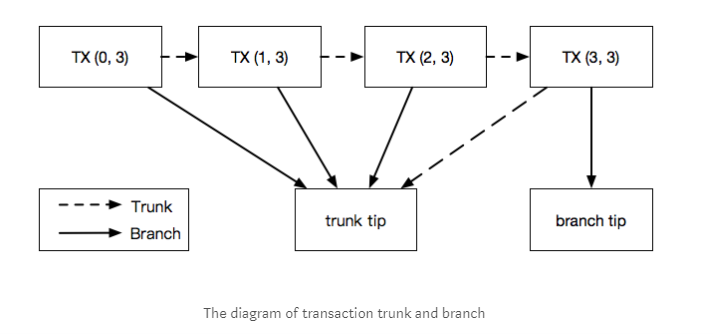 TX (0, 3)
TX (1, 3)
TX (2, 3)
TX (3, 3)
Trunk
Branch
trunk tip
branch tip
The diagram of transaction trunk and branch